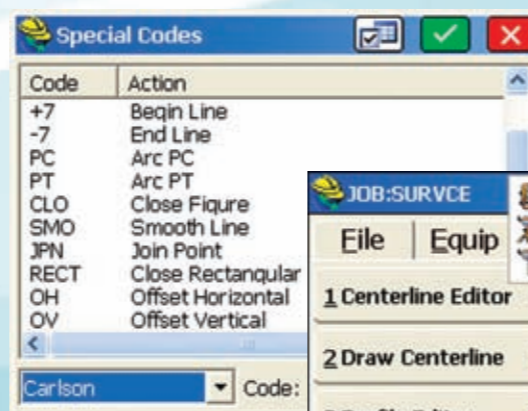 Special Codes
Code Action
+7 Begin Line
-7 End Line
PC Arc PC
PT Arc PT
CLO Close Figure
SMO Smooth Line
JPN Join Point
RECT Close Rectangular
OH Offset Horizontal
OV Offset Vertical
Carlson Code:
JOB:SURVCE
File Equip
1 Centerline Editor
2 Draw Centerline